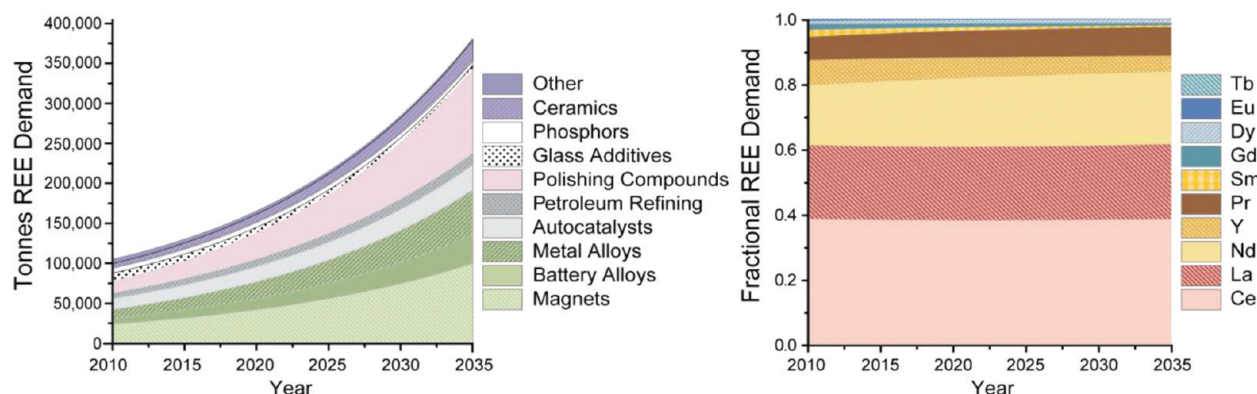 Tonnes REE Demand
400,000
350,000
300,000
250,000
200,000
150,000
100,000
50,000
0
2010 2015 2020 2025 2030 2035
Year
Other
Ceramics
Phosphors
Glass Additives
Polishing Compounds
Petroleum Refining
Autocatalysts
Metal Alloys
Battery Alloys
Magnets
Fractional REE Demand
1.0
0.8
0.6
0.4
0.2
0.0
2010 2015 2020 2025 2030 2035
Year
Tb
Eu
Dy
Gd
Sm
Pr
Y
Nd
La
Ce